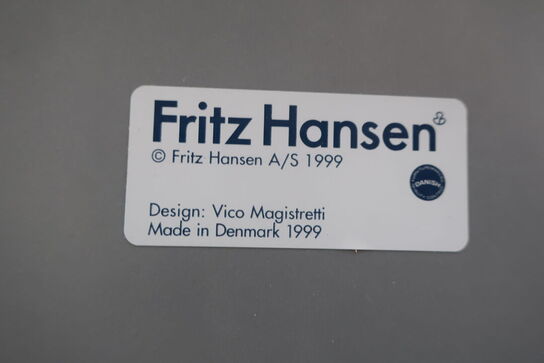 Fritz Hansen
© Fritz Hansen A/S 1999
DANISH
Design: Vico Magistretti
Made in Denmark 1999